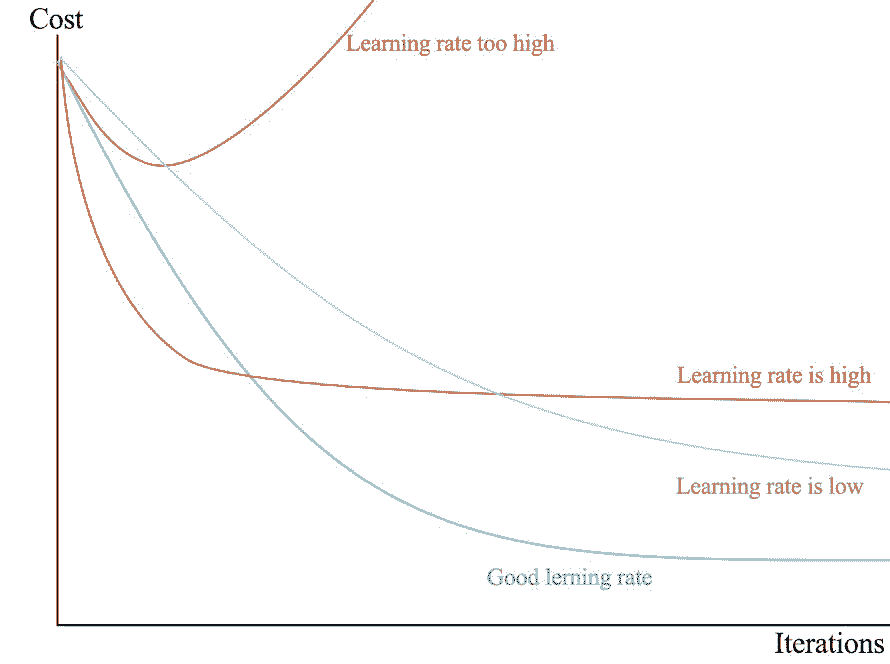 Cost
Learning rate too high
Learning rate is high
Learning rate is low
Good lerning rate
Iterations